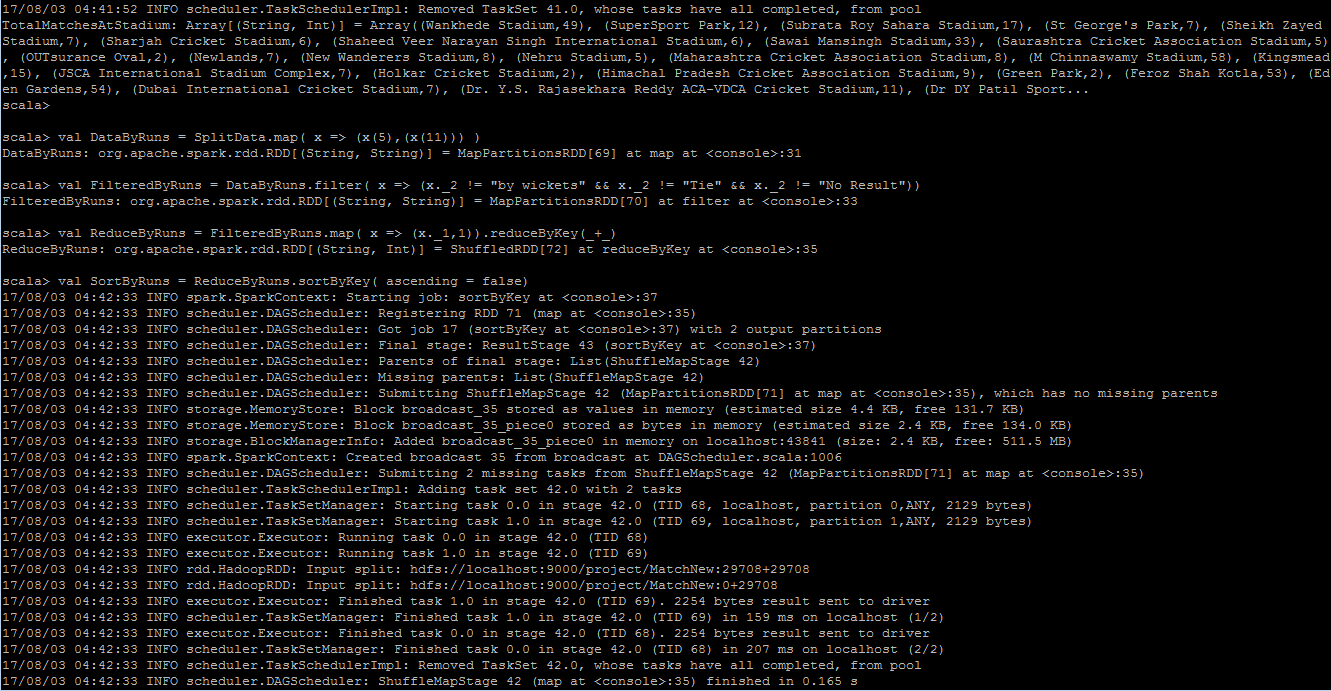 17/08/03 04:41:52 INFO scheduler.TaskSchedulerImpl: Removed TaskSet 41.0, whose tasks have all completed, from pool
TotalMatchesAtStadium: Array[(String, Int)] = Array((Wankhede Stadium,49), (SuperSport Park,12), (Subrata Roy Sahara Stadium,17), (St George's Park,7), (Sheikh Zayed
Stadium,7), (Sharjah Cricket Stadium,6), (Shaheed Veer Narayan Singh International Stadium,6), (Sawai Mansingh Stadium,33), (Saurashtra Cricket Association Stadium,5)
, (OUTsurance Oval,2), (Newlands,7), (New Wanderers Stadium,8), (Nehru Stadium,5), (Maharashtra Cricket Association Stadium,8), (M Chinnaswamy Stadium,58), (Kingsmead
,15), (JSCA International Stadium Complex,7), (Holkar Cricket Stadium,2), (Himachal Pradesh Cricket Association Stadium,9), (Green Park,2), (Feroz Shah Kotla,53), (Ed
en Gardens,54), (Dubai International Cricket Stadium,7), (Dr. Y.S. Rajasekhara Reddy ACA-VDCA Cricket Stadium,11), (Dr DY Patil Sport...
scala>
scala> val DataByRuns = SplitData.map( x => (x(5),(x(11))) )
DataByRuns: org.apache.spark.rdd.RDD[(String, String)] = MapPartitionsRDD[69] at map at <console>:31
scala> val FilteredByRuns = DataByRuns.filter( x => (x._2 != "by wickets" && x._2 != "Tie" && x._2 != "No Result"))
FilteredByRuns: org.apache.spark.rdd.RDD[(String, String)] = MapPartitionsRDD[70] at filter at <console>:33
scala> val ReduceByRuns = FilteredByRuns.map( x => (x._1,1)).reduceByKey(_+_)
ReduceByRuns: org.apache.spark.rdd.RDD[(String, Int)] = ShuffledRDD[72] at reduceByKey at <console>:35
scala> val SortByRuns = ReduceByRuns.sortByKey( ascending = false)
17/08/03 04:42:33 INFO spark.SparkContext: Starting job: sortByKey at <console>:37
17/08/03 04:42:33 INFO scheduler.DAGScheduler: Registering RDD 71 (map at <console>:35)
17/08/03 04:42:33 INFO scheduler.DAGScheduler: Got job 17 (sortByKey at <console>:37) with 2 output partitions
17/08/03 04:42:33 INFO scheduler.DAGScheduler: Final stage: ResultStage 43 (sortByKey at <console>:37)
17/08/03 04:42:33 INFO scheduler.DAGScheduler: Parents of final stage: List(ShuffleMapStage 42)
17/08/03 04:42:33 INFO scheduler.DAGScheduler: Missing parents: List(ShuffleMapStage 42)
17/08/03 04:42:33 INFO scheduler.DAGScheduler: Submitting ShuffleMapStage 42 (MapPartitionsRDD[71] at map at <console>:35), which has no missing parents
17/08/03 04:42:33 INFO storage.MemoryStore: Block broadcast_35 stored as values in memory (estimated size 4.4 KB, free 131.7 KB)
17/08/03 04:42:33 INFO storage.MemoryStore: Block broadcast_35_piece0 stored as bytes in memory (estimated size 2.4 KB, free 134.0 KB)
17/08/03 04:42:33 INFO storage.BlockManagerInfo: Added broadcast_35_piece0 in memory on localhost:43841 (size: 2.4 KB, free: 511.5 MB)
17/08/03 04:42:33 INFO spark.SparkContext: Created broadcast 35 from broadcast at DAGScheduler.scala:1006
17/08/03 04:42:33 INFO scheduler.DAGScheduler: Submitting 2 missing tasks from ShuffleMapStage 42 (MapPartitionsRDD[71] at map at <console>:35)
17/08/03 04:42:33 INFO scheduler.TaskSchedulerImpl: Adding task set 42.0 with 2 tasks
17/08/03 04:42:33 INFO scheduler.TaskSetManager: Starting task 0.0 in stage 42.0 (TID 68, localhost, partition 0,ANY, 2129 bytes)
17/08/03 04:42:33 INFO scheduler.TaskSetManager: Starting task 1.0 in stage 42.0 (TID 69, localhost, partition 1,ANY, 2129 bytes)
17/08/03 04:42:33 INFO executor.Executor: Running task 0.0 in stage 42.0 (TID 68)
17/08/03 04:42:33 INFO executor.Executor: Running task 1.0 in stage 42.0 (TID 69)
17/08/03 04:42:33 INFO rdd.HadoopRDD: Input split: hdfs://localhost:9000/project/MatchNew:29708+29708
17/08/03 04:42:33 INFO rdd.HadoopRDD: Input split: hdfs://localhost:9000/project/MatchNew:0+29708
17/08/03 04:42:33 INFO executor.Executor: Finished task 1.0 in stage 42.0 (TID 69). 2254 bytes result sent to driver
17/08/03 04:42:33 INFO scheduler.TaskSetManager: Finished task 1.0 in stage 42.0 (TID 69) in 159 ms on localhost (1/2)
17/08/03 04:42:33 INFO executor.Executor: Finished task 0.0 in stage 42.0 (TID 68). 2254 bytes result sent to driver
17/08/03 04:42:33 INFO scheduler.TaskSetManager: Finished task 0.0 in stage 42.0 (TID 68) in 207 ms on localhost (2/2)
17/08/03 04:42:33 INFO scheduler.TaskSchedulerImpl: Removed TaskSet 42.0, whose tasks have all completed, from pool
17/08/03 04:42:33 INFO scheduler.DAGScheduler: ShuffleMapStage 42 (map at <console>:35) finished in 0.165 s